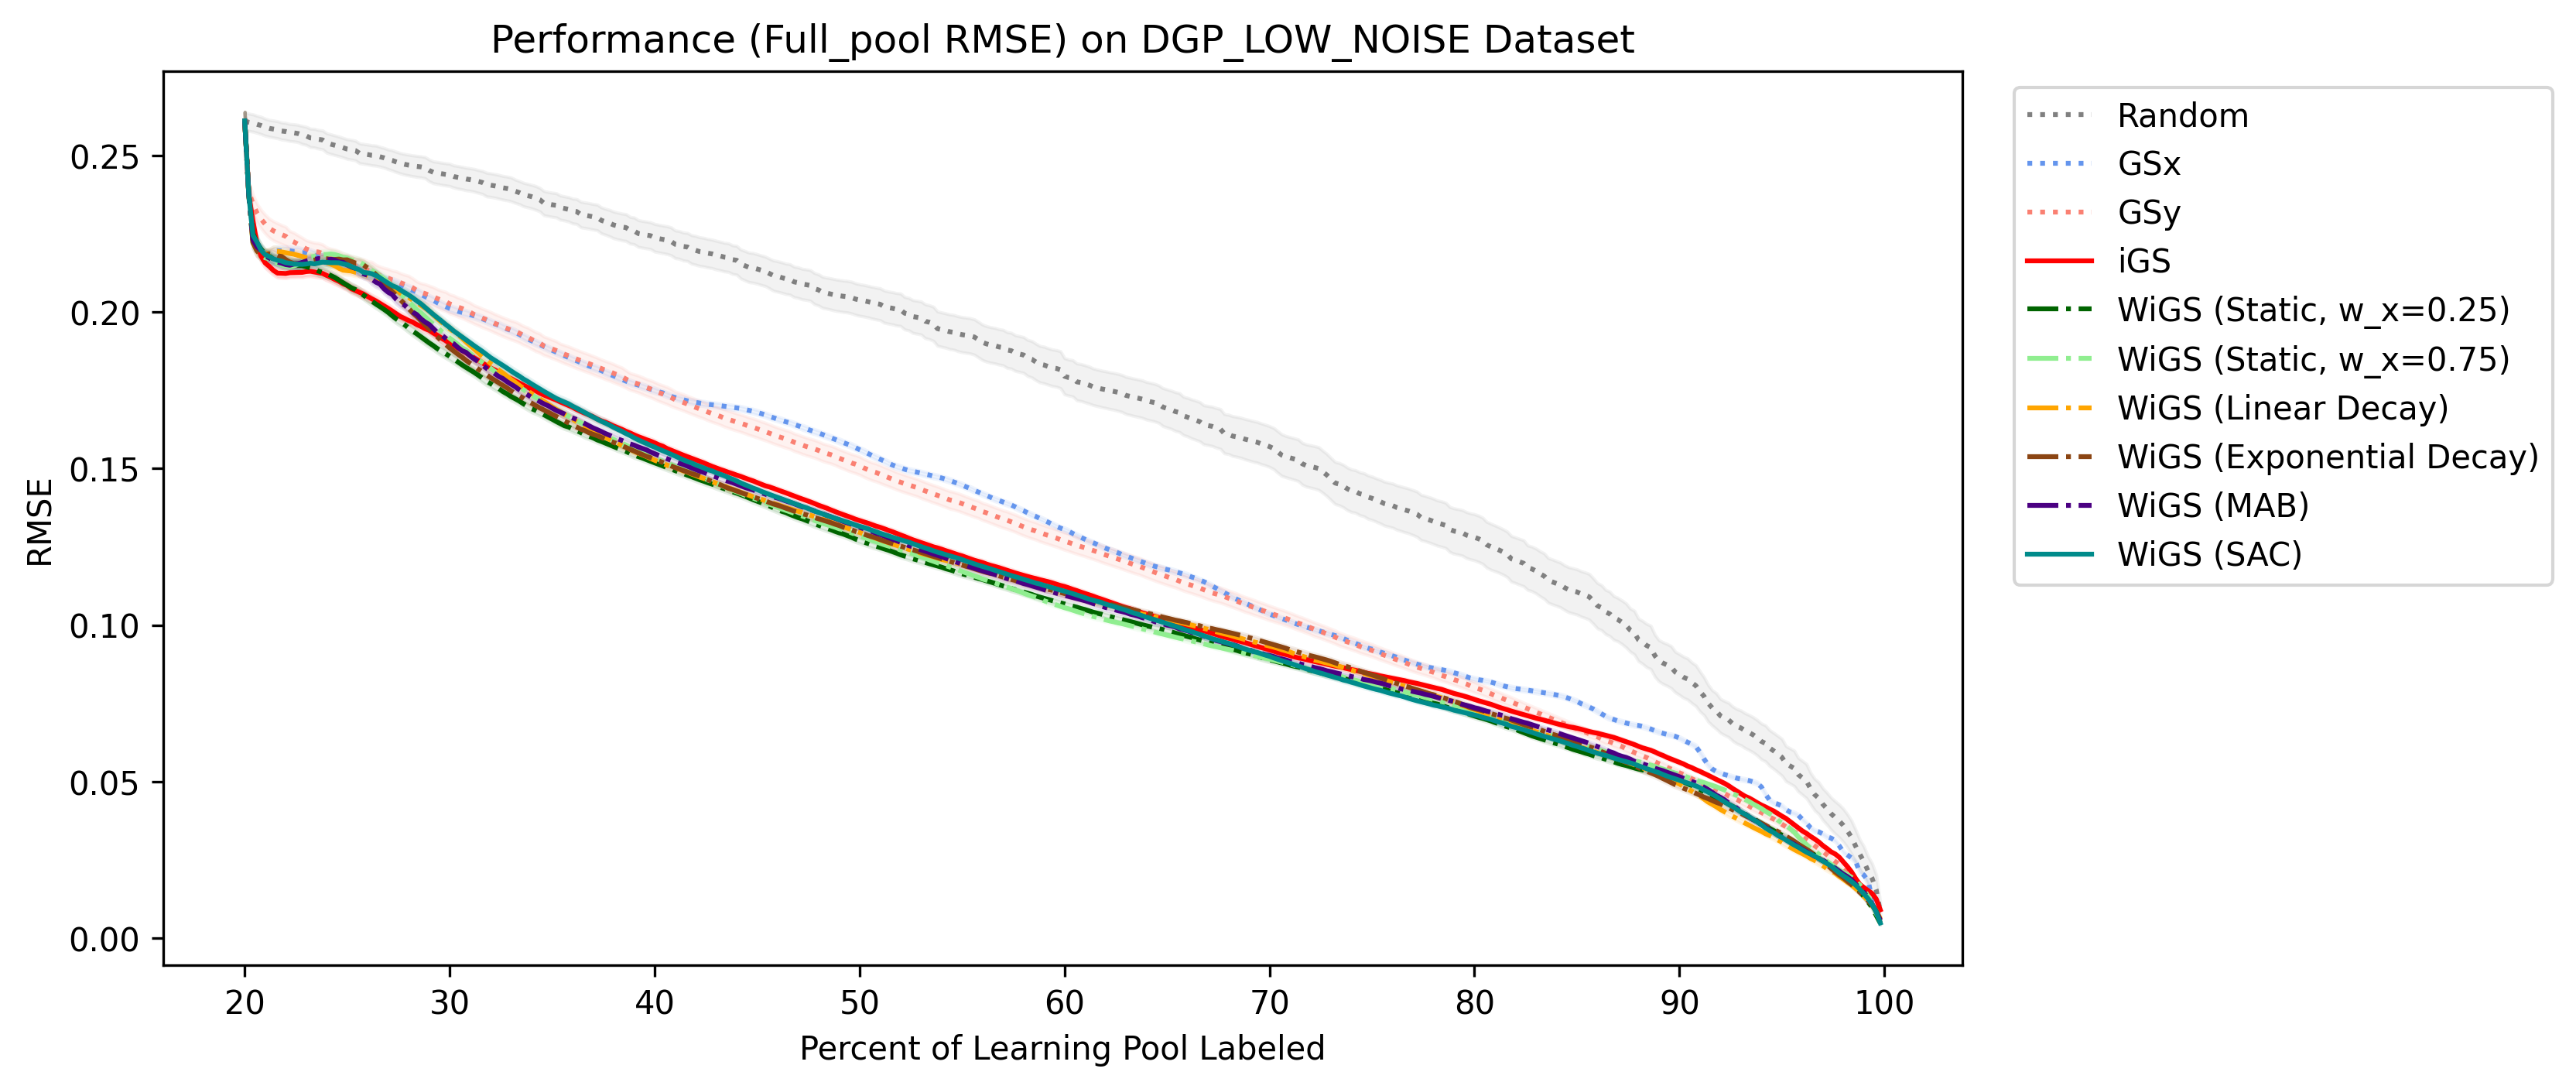 Performance (Full_pool RMSE) on DGP_LOW_NOISE Dataset
RMSE
0.25
0.20
0.15
0.10
0.05
0.00
20 30 40 50 60 70 80 90 100
Percent of Learning Pool Labeled
Random
GSx
GSy
iGS
WiGS (Static, w_x=0.25)
WiGS (Static, w_x=0.75)
WiGS (Linear Decay)
WiGS (Exponential Decay)
WiGS (MAB)
WiGS (SAC)